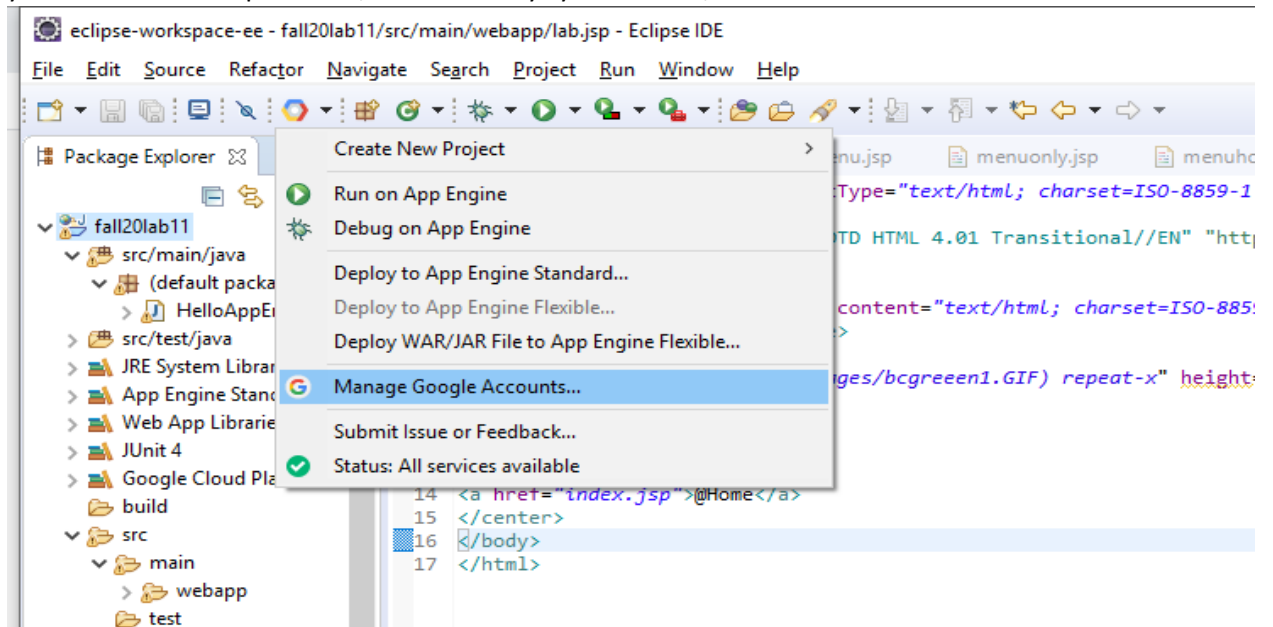 eclipse-workspace-ee - fall20lab11/src/main/webapp/lab.jsp - Eclipse IDE
File Edit Source Refactor Navigate Search Project Run Window Help
Package Explorer
enu.jsp menuonly.jsp menuho
fall20lab11
src/main/java
(default packa
HelloAppEn
src/test/java
JRE System Librar
App Engine Stand
Web App Librarie
JUnit 4
Google Cloud Pla
build
src
main
webapp
test
Create New Project >
Run on App Engine
Debug on App Engine
Deploy to App Engine Standard...
Deploy to App Engine Flexible...
Deploy WAR/JAR File to App Engine Flexible...
Manage Google Accounts...
Submit Issue or Feedback...
Status: All services available
tType="text/html; charset=ISO-8859-1
DTD HTML 4.01 Transitional//EN" "http
content="text/html; charset=ISO-8859
>
ges/bcgreeen1.GIF) repeat-x" height=
14 <a href="index.jsp">@Home</a>
15 </center>
16 </body>
17 </html>